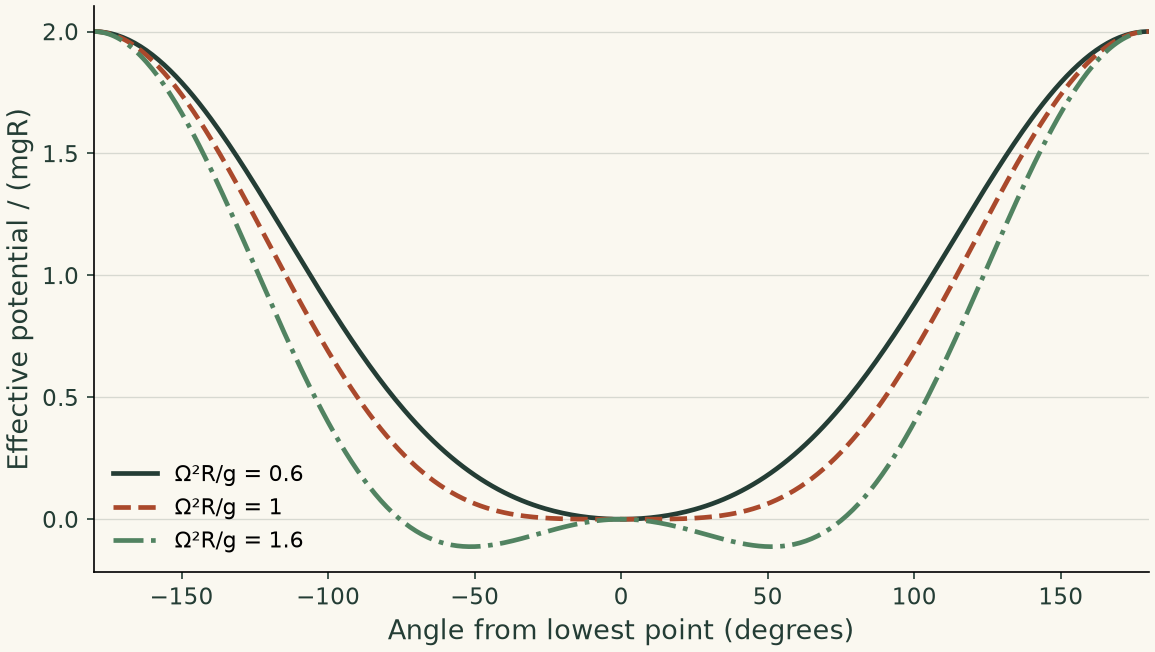 Effective potential / (mgR)
2.0
1.5
1.0
0.5
0.0
Ω²R/g = 0.6
Ω²R/g = 1
Ω²R/g = 1.6
−150
−100
−50
0
50
100
150
Angle from lowest point (degrees)